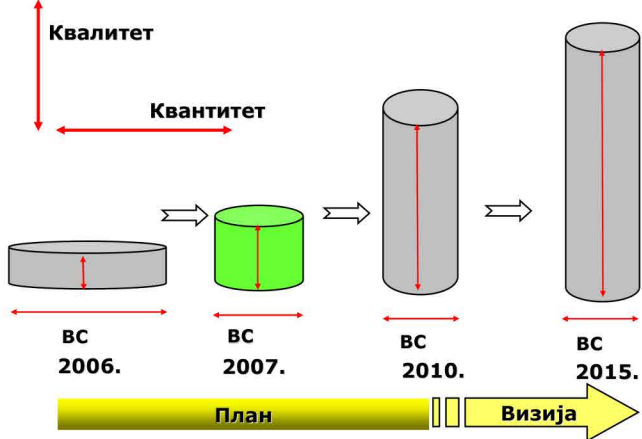 Квалитет
Квантитет
ВС
2006.
ВС
2007.
ВС
2010.
ВС
2015.
План
Визија